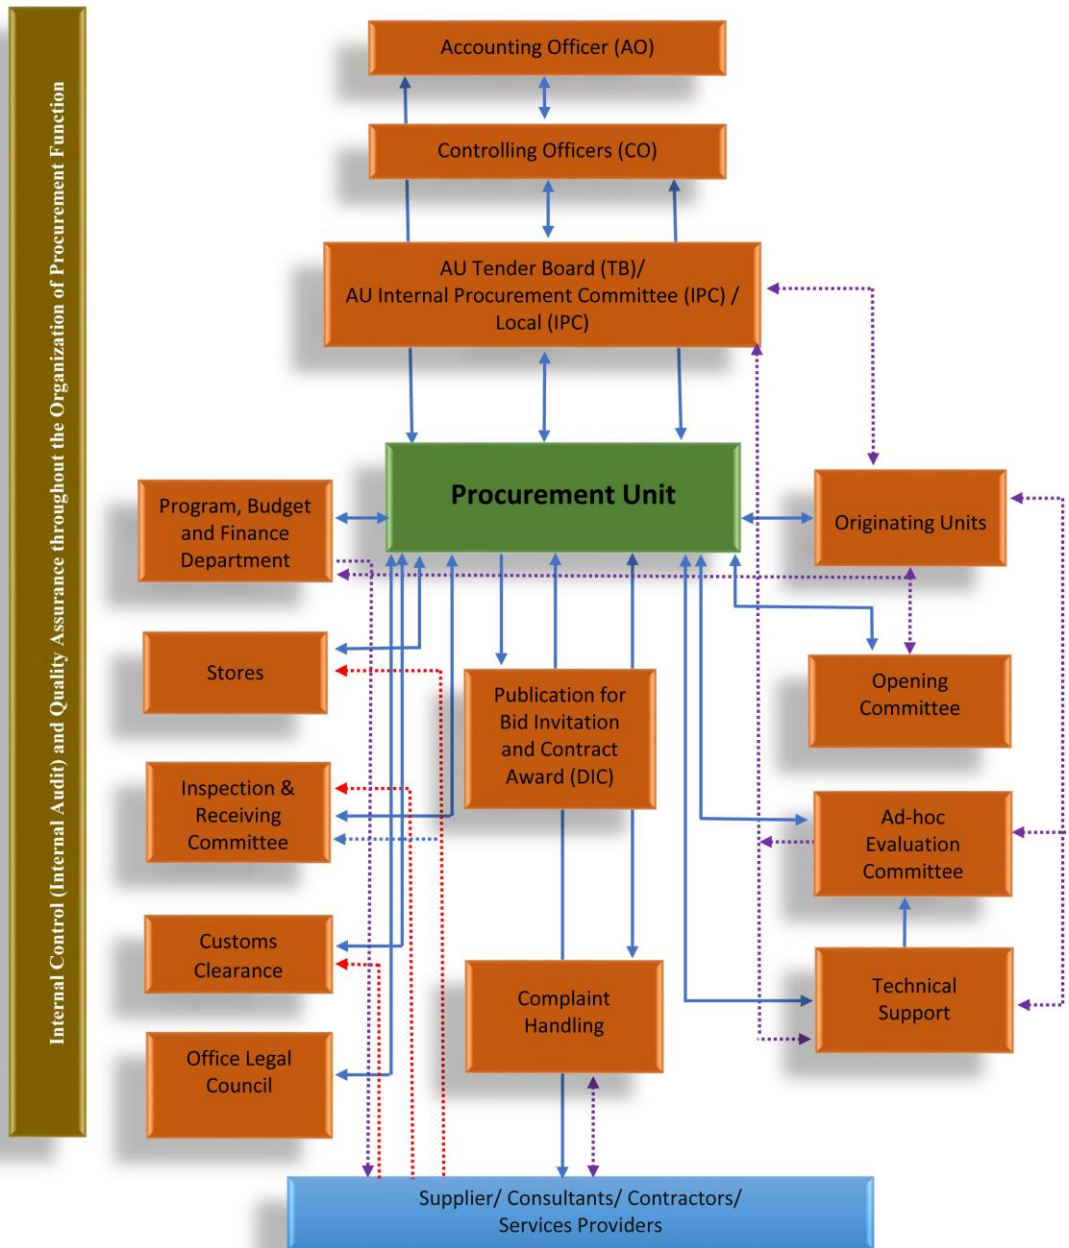 Internal Control (Internal Audit) and Quality Assurance throughout the Organization of Procurement Function
Accounting Officer (AO)
Controlling Officers (CO)
AU Tender Board (TB)/
AU Internal Procurement Committee (IPC) /
Local (IPC)
Procurement Unit
Program, Budget
and Finance
Department
Originating Units
Stores
Publication for
Bid Invitation
and Contract
Award (DIC)
Opening
Committee
Inspection &
Receiving
Committee
Ad-hoc
Evaluation
Committee
Customs
Clearance
Complaint
Handling
Technical
Support
Office Legal
Council
Supplier/ Consultants/ Contractors/
Services Providers